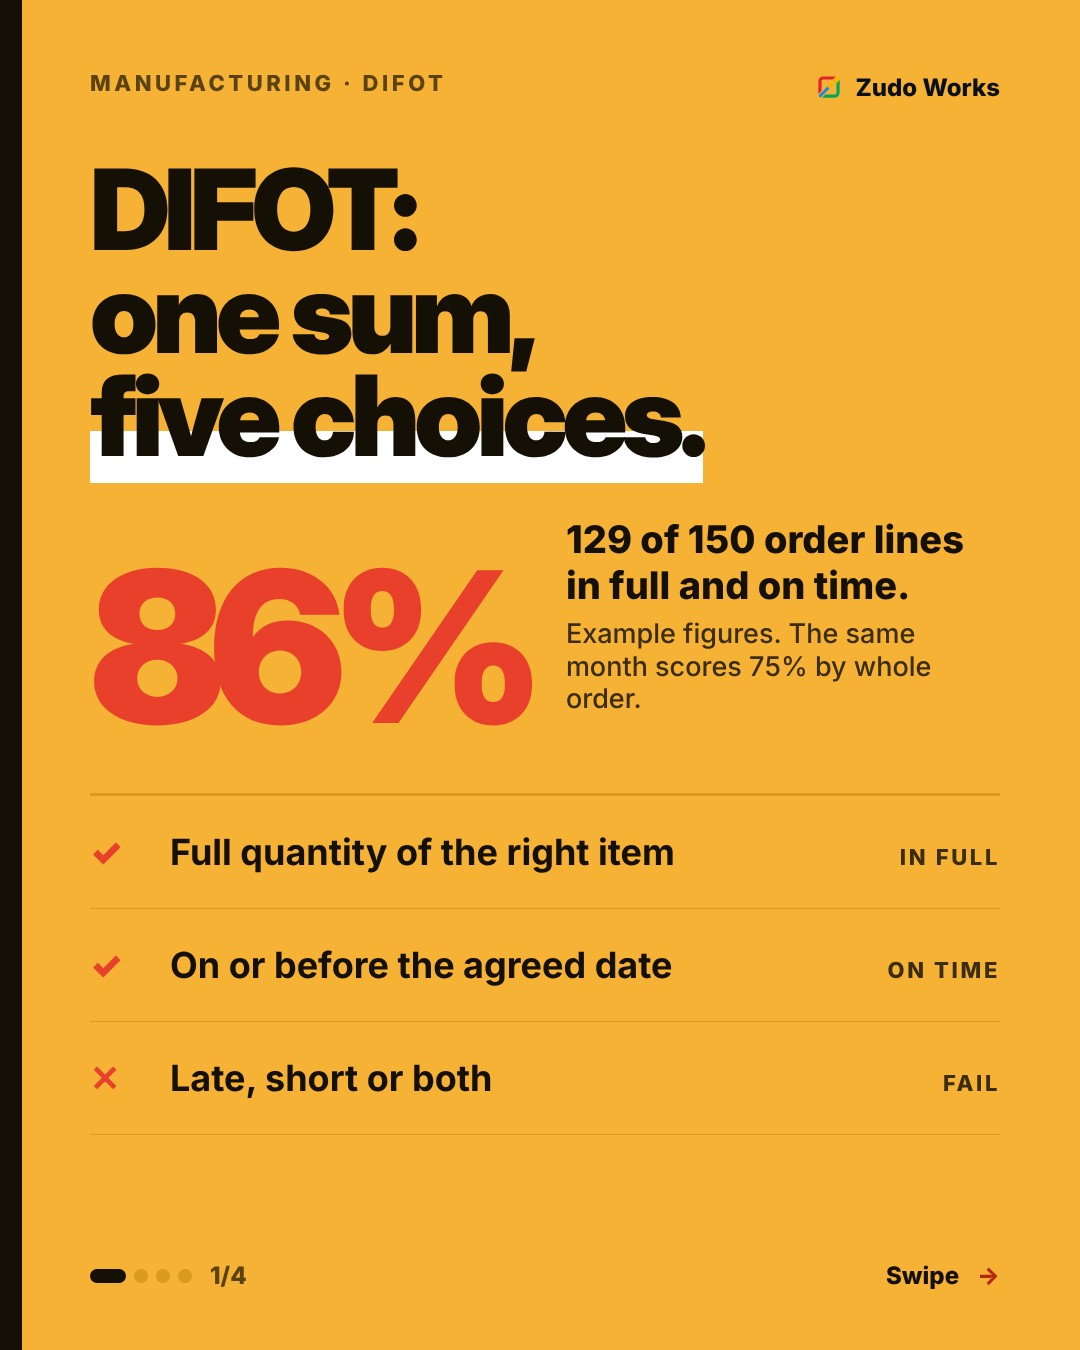 MANUFACTURING · DIFOT
Zudo Works
DIFOT:
one sum,
five choices.
86%
129 of 150 order lines
in full and on time.
Example figures. The same
month scores 75% by whole
order.
Full quantity of the right item
IN FULL
On or before the agreed date
ON TIME
Late, short or both
FAIL
1/4
Swipe →